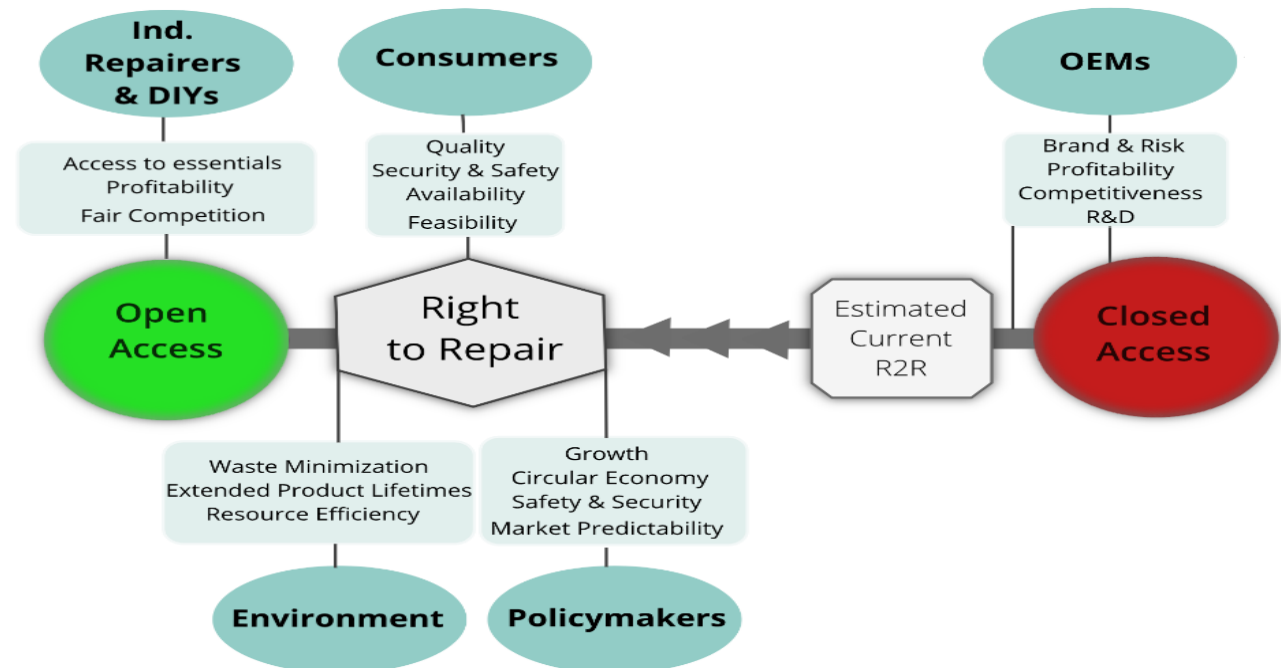 Ind.
Repairers
& DIYs
Access to essentials
Profitability
Fair Competition
Open
Access
Consumers
Quality
Security & Safety
Availability
Feasibility
Right
to Repair
Waste Minimization
Extended Product Lifetimes
Resource Efficiency
Environment
Growth
Circular Economy
Safety & Security
Market Predictability
Policymakers
Estimated
Current
R2R
OEMs
Brand & Risk
Profitability
Competitiveness
R&D
Closed
Access